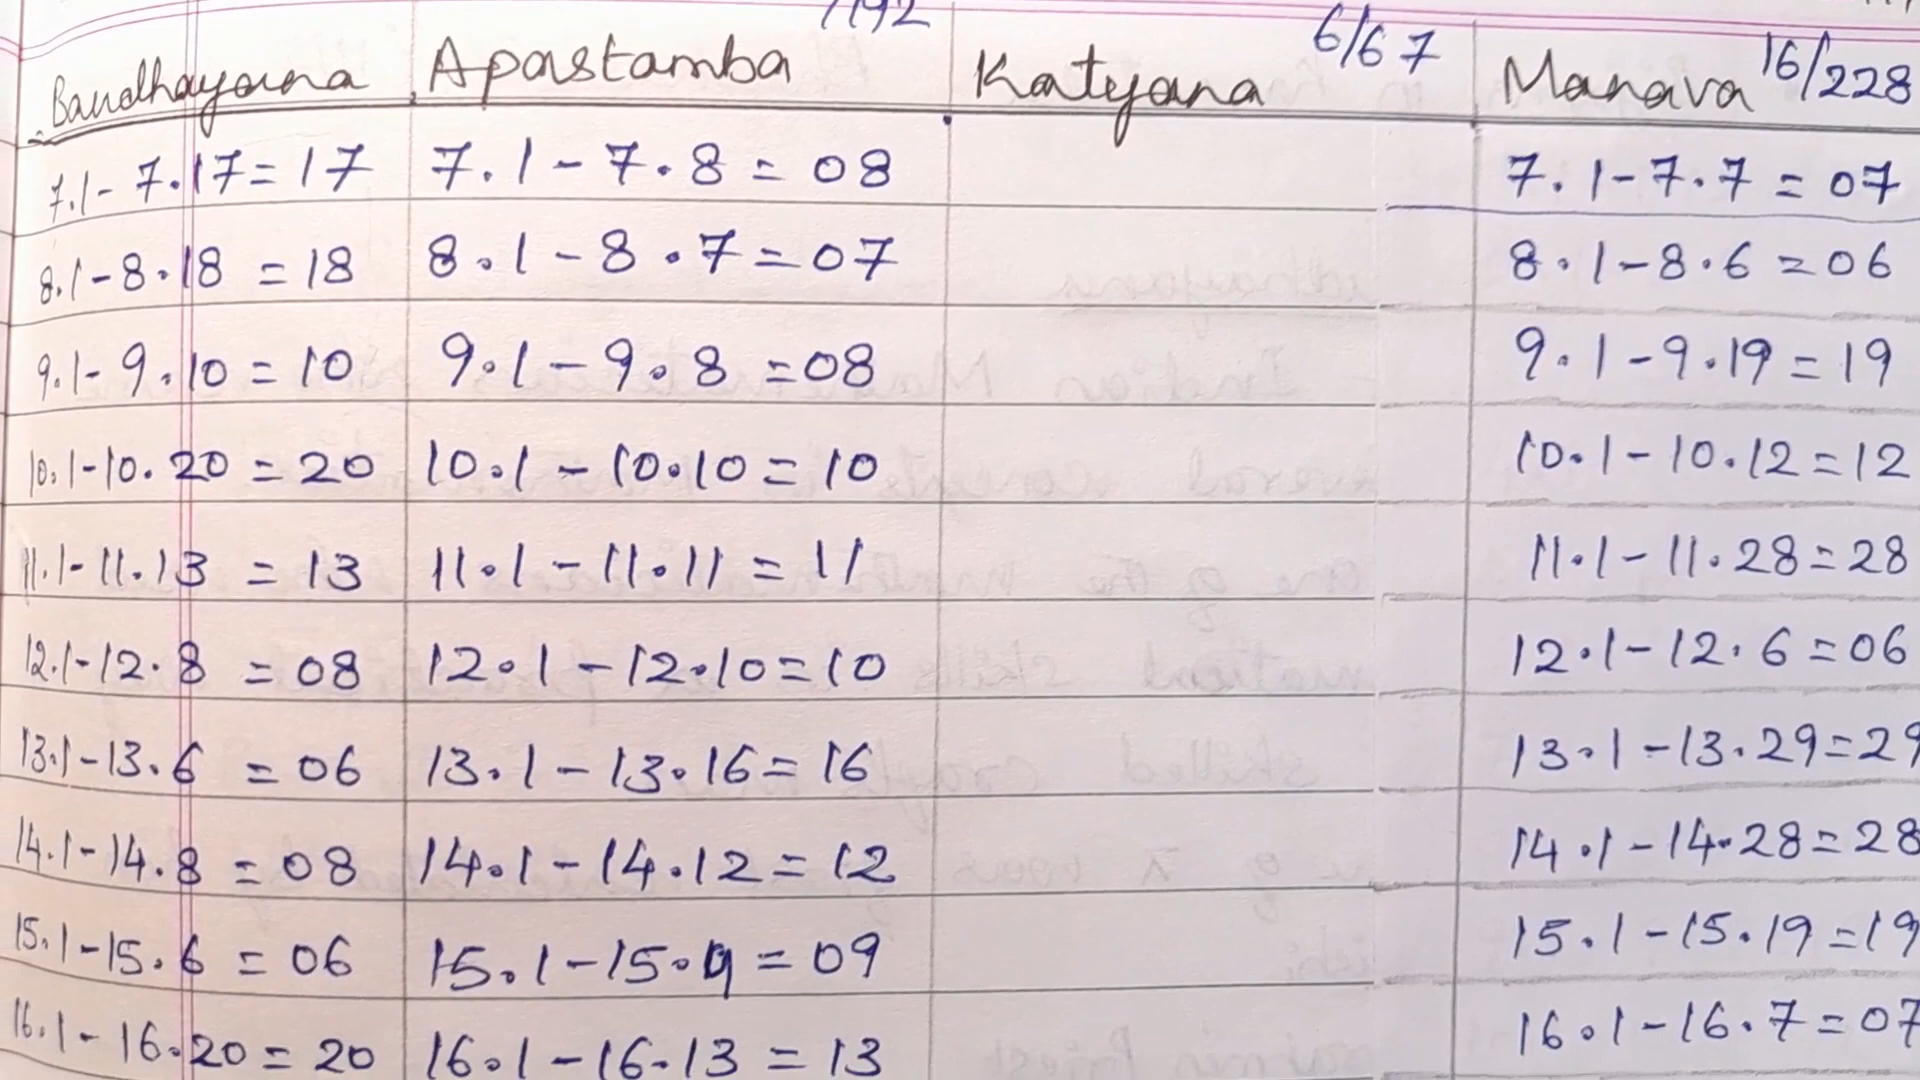 Baudhayana Apastamba Katyana 6/67 Manava 16/228
7.1-7.17=17 7.1-7.8=08 7.1-7.7=07
8.1-8.18=18 8.1-8.7=07 8.1-8.6=06
9.1-9.10=10 9.1-9.8=08 9.1-9.19=19
10.1-10.20=20 10.1-10.10=10 10.1-10.12=12
11.1-11.13=13 11.1-11.11=11 11.1-11.28=28
12.1-12.8=08 12.1-12.10=10 12.1-12.6=06
13.1-13.6=06 13.1-13.16=16 13.1-13.29=29
14.1-14.8=08 14.1-14.12=12 14.1-14.28=28
15.1-15.6=06 15.1-15.9=09 15.1-15.19=19
16.1-16.20=20 16.1-16.13=13 16.1-16.7=07